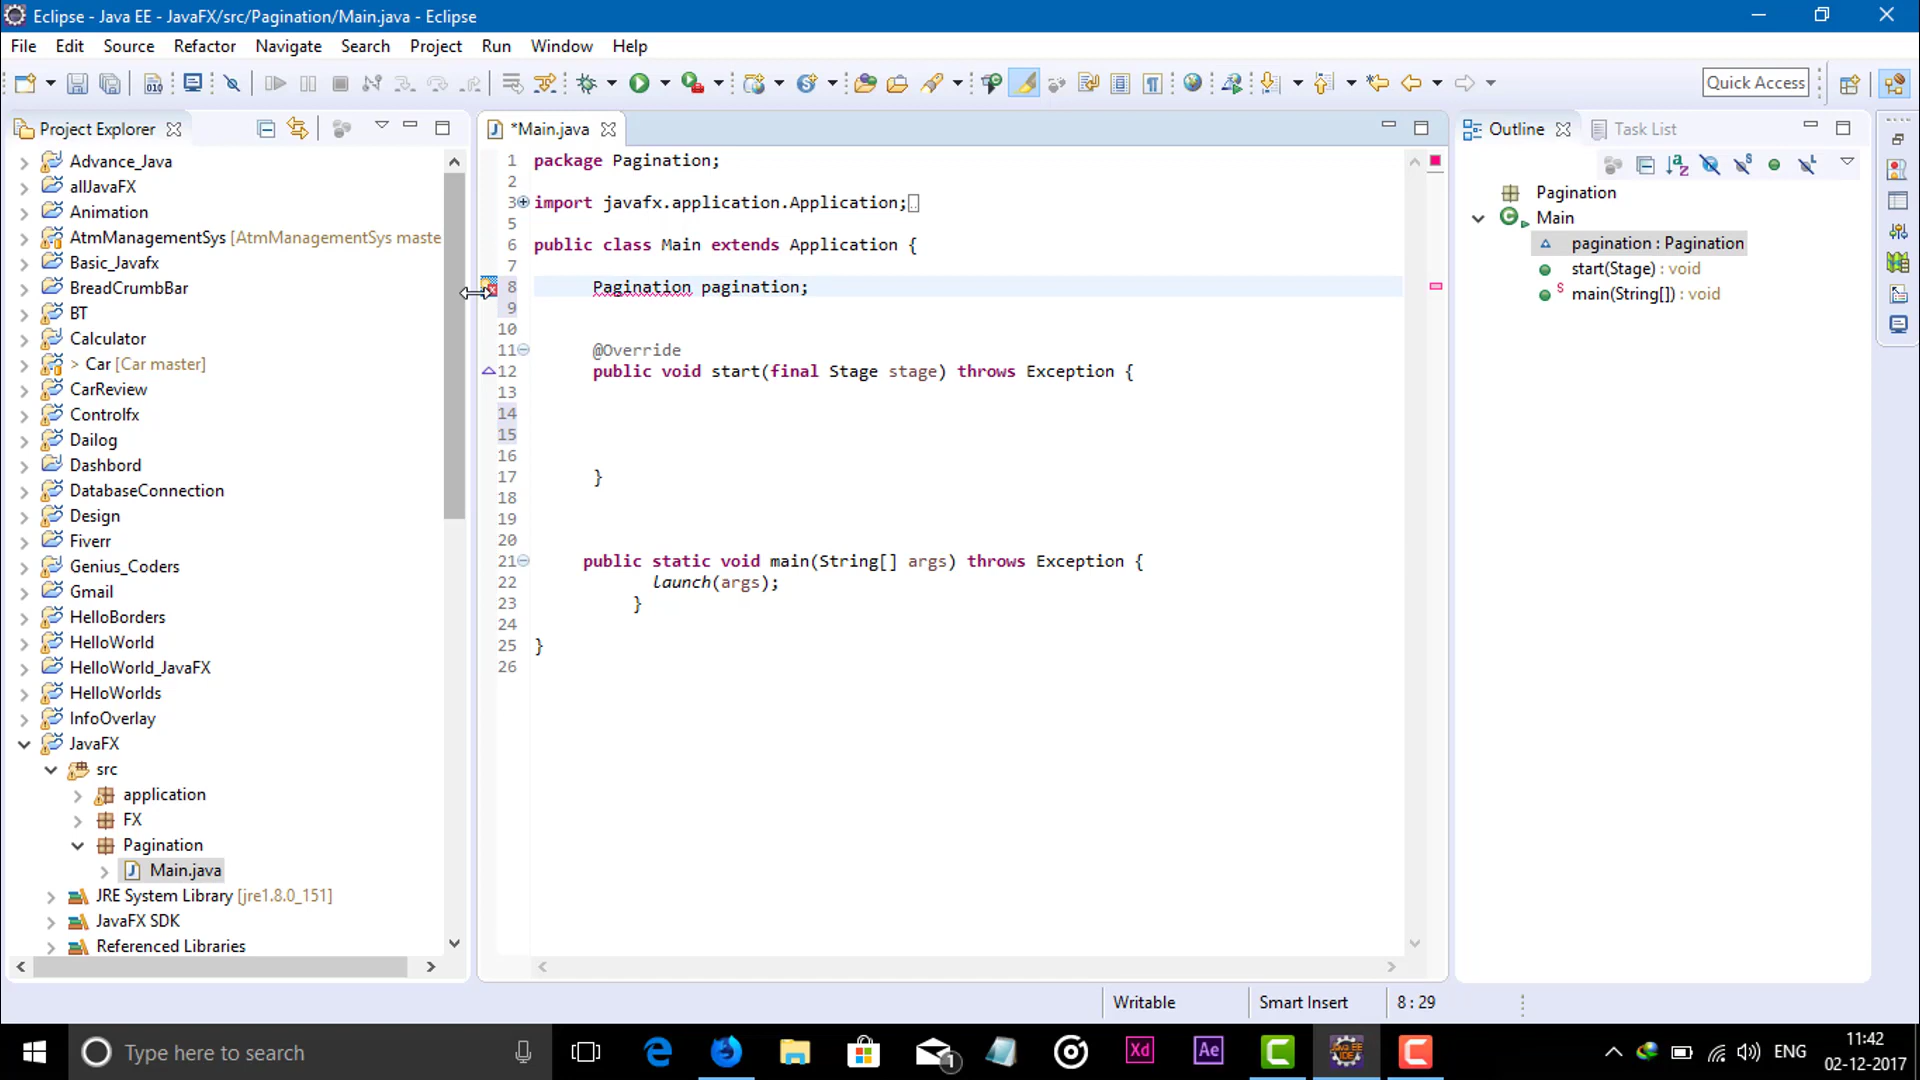 Eclipse - Java EE - JavaFX/src/Pagination/Main.java - Eclipse
File Edit Source Refactor Navigate Search Project Run Window Help
Quick Access
Project Explorer
Advance_Java
allJavaFX
Animation
AtmManagementSys [AtmManagementSys maste
Basic_Javafx
BreadCrumbBar
BT
Calculator
> Car [Car master]
CarReview
Controlfx
Dailog
Dashbord
DatabaseConnection
Design
Fiverr
Genius_Coders
Gmail
HelloBorders
HelloWorld
HelloWorld_JavaFX
HelloWorlds
InfoOverlay
JavaFX
src
application
FX
Pagination
Main.java
JRE System Library [jre1.8.0_151]
JavaFX SDK
Referenced Libraries
*Main.java
1 package Pagination;
2
3 import javafx.application.Application;
5
6 public class Main extends Application {
7
8 Pagination pagination;
9
10
11 @Override
12 public void start(final Stage stage) throws Exception {
13
14
15
16
17 }
18
19
20
21 public static void main(String[] args) throws Exception {
22 launch(args);
23 }
24
25 }
26
Outline Task List
Pagination
Main
pagination : Pagination
start(Stage) : void
main(String[]) : void
Writable Smart Insert 8 : 29
Type here to search
1
Xd
Ae
Java EE
IDE
ENG
11:42
02-12-2017